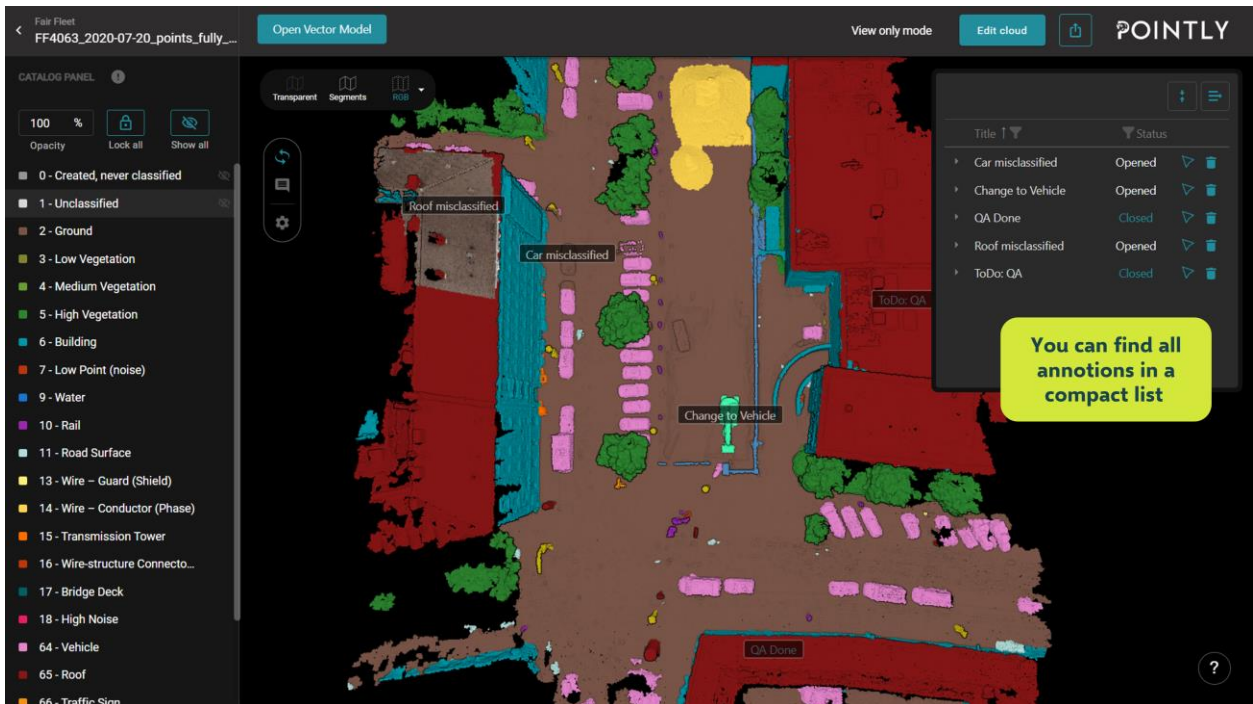 Fair Fleet
FF4063_2020-07-20_points_fully_...
Open Vector Model
View only mode
Edit cloud
POINTLY
CATALOG PANEL
100 %
Opacity
Lock all
Show all
0 - Created, never classified
1 - Unclassified
2 - Ground
3 - Low Vegetation
4 - Medium Vegetation
5 - High Vegetation
6 - Building
7 - Low Point (noise)
9 - Water
10 - Rail
11 - Road Surface
13 - Wire – Guard (Shield)
14 - Wire – Conductor (Phase)
15 - Transmission Tower
16 - Wire-structure Connecto...
17 - Bridge Deck
18 - High Noise
64 - Vehicle
65 - Roof
66 - Traffic Sign
Transparent
Segments
RGB
Roof misclassified
Car misclassified
ToDo: QA
Change to Vehicle
QA Done
Title Status
Car misclassified Opened
Change to Vehicle Opened
QA Done Closed
Roof misclassified Opened
ToDo: QA Closed
You can find all
annotions in a
compact list
?